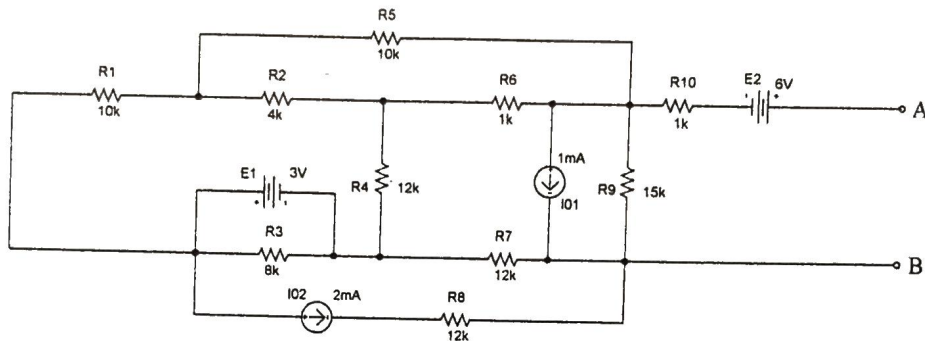 R5
10k
R1
10k
R2
4k
R6
1k
R10
1k
E2 6V
A
E1 3V
R4 12k
1mA
I01
R9 15k
R3
8k
R7
12k
B
I02 2mA
R8
12k